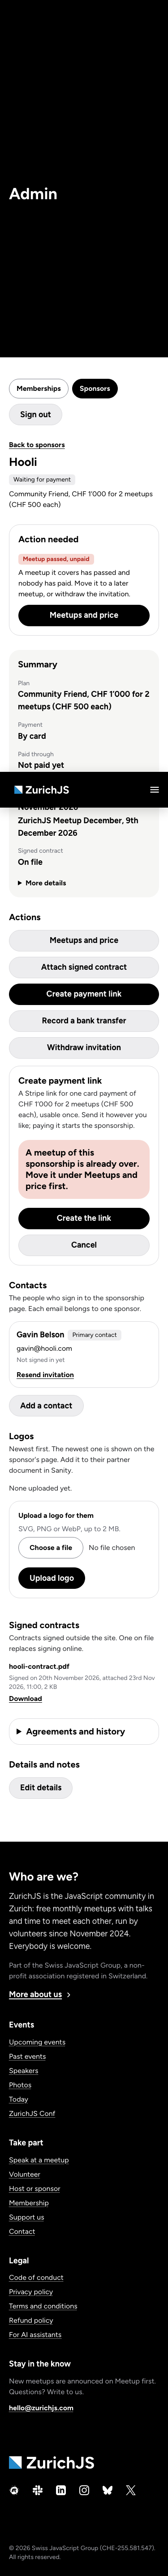 Admin
Memberships
Sponsors
Sign out
Back to sponsors
Hooli
Waiting for payment
Community Friend, CHF 1'000 for 2 meetups
(CHF 500 each)
Action needed
Meetup passed, unpaid
A meetup it covers has passed and
nobody has paid. Move it to a later
meetup, or withdraw the invitation.
Meetups and price
Summary
Plan
Community Friend, CHF 1'000 for 2
meetups (CHF 500 each)
Payment
By card
Paid through
Not paid yet
ZurichJS
November 2026
ZurichJS Meetup December, 9th
December 2026
Signed contract
On file
More details
Actions
Meetups and price
Attach signed contract
Create payment link
Record a bank transfer
Withdraw invitation
Create payment link
A Stripe link for one card payment of
CHF 1'000 for 2 meetups (CHF 500
each), usable once. Send it however you
like; paying it starts the sponsorship.
A meetup of this
sponsorship is already over.
Move it under Meetups and
price first.
Create the link
Cancel
Contacts
The people who sign in to the sponsorship
page. Each email belongs to one sponsor.
Gavin Belson
Primary contact
gavin@hooli.com
Not signed in yet
Resend invitation
Add a contact
Logos
Newest first. The newest one is shown on the
sponsor's page. Add it to their partner
document in Sanity.
None uploaded yet.
Upload a logo for them
SVG, PNG or WebP, up to 2 MB.
Choose a file
No file chosen
Upload logo
Signed contracts
Contracts signed outside the site. One on file
replaces signing online.
hooli-contract.pdf
Signed on 20th November 2026, attached 23rd Nov
2026, 11:00, 2 KB
Download
Agreements and history
Details and notes
Edit details
Who are we?
ZurichJS is the JavaScript community in
Zurich: free monthly meetups with talks
and time to meet each other, run by
volunteers since November 2024.
Everybody is welcome.
Part of the Swiss JavaScript Group, a non-
profit association registered in Switzerland.
More about us
Events
Upcoming events
Past events
Speakers
Photos
Today
ZurichJS Conf
Take part
Speak at a meetup
Volunteer
Host or sponsor
Membership
Support us
Contact
Legal
Code of conduct
Privacy policy
Terms and conditions
Refund policy
For AI assistants
Stay in the know
New meetups are announced on Meetup first.
Questions? Write to us.
hello@zurichjs.com
ZurichJS
© 2026 Swiss JavaScript Group (CHE-255.581.547).
All rights reserved.